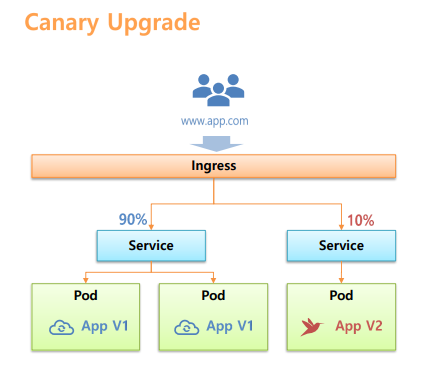 Canary Upgrade
www.app.com
Ingress
90%
10%
Service
Service
Pod
Pod
Pod
App V1
App V1
App V2